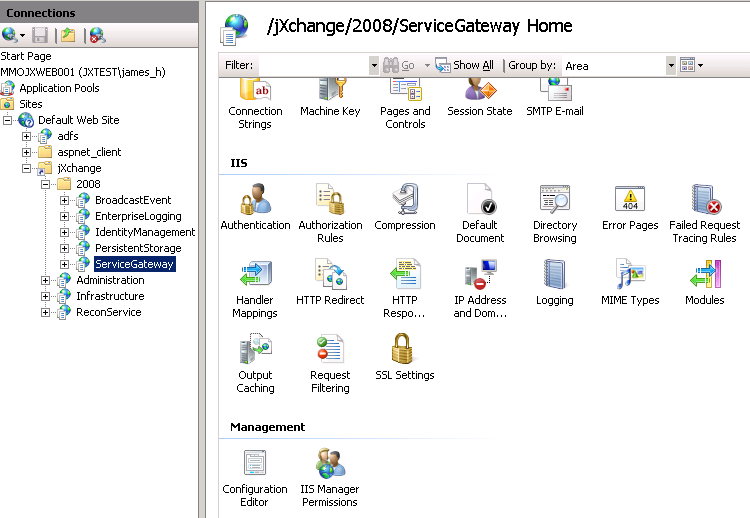 Connections
Start Page
MMOJXWEB001 (JXTEST\james_h)
Application Pools
Sites
Default Web Site
adfs
aspnet_client
jXchange
2008
BroadcastEvent
EnterpriseLogging
IdentityManagement
PersistentStorage
ServiceGateway
Administration
Infrastructure
ReconService
/jXchange/2008/ServiceGateway Home
Filter: Go Show All Group by: Area
ab
Connection Strings
Machine Key
Pages and Controls
Session State
SMTP E-mail
IIS
Authentication
Authorization Rules
Compression
Default Document
Directory Browsing
404
Error Pages
Failed Request Tracing Rules
Handler Mappings
HTTP Redirect
HTTP Respo...
IP Address and Dom...
Logging
MIME Types
Modules
Output Caching
Request Filtering
SSL Settings
Management
Configuration Editor
IIS Manager Permissions